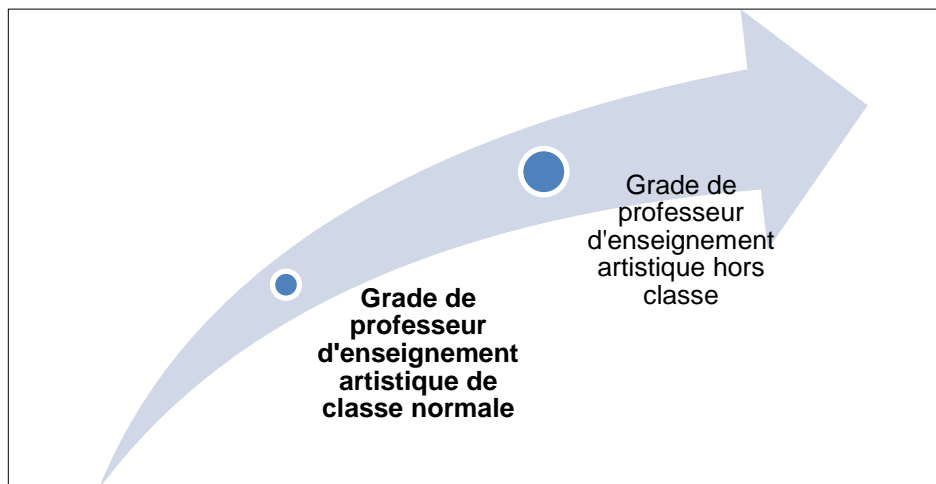 Grade de
professeur
d'enseignement
artistique de
classe normale
Grade de
professeur
d'enseignement
artistique hors
classe